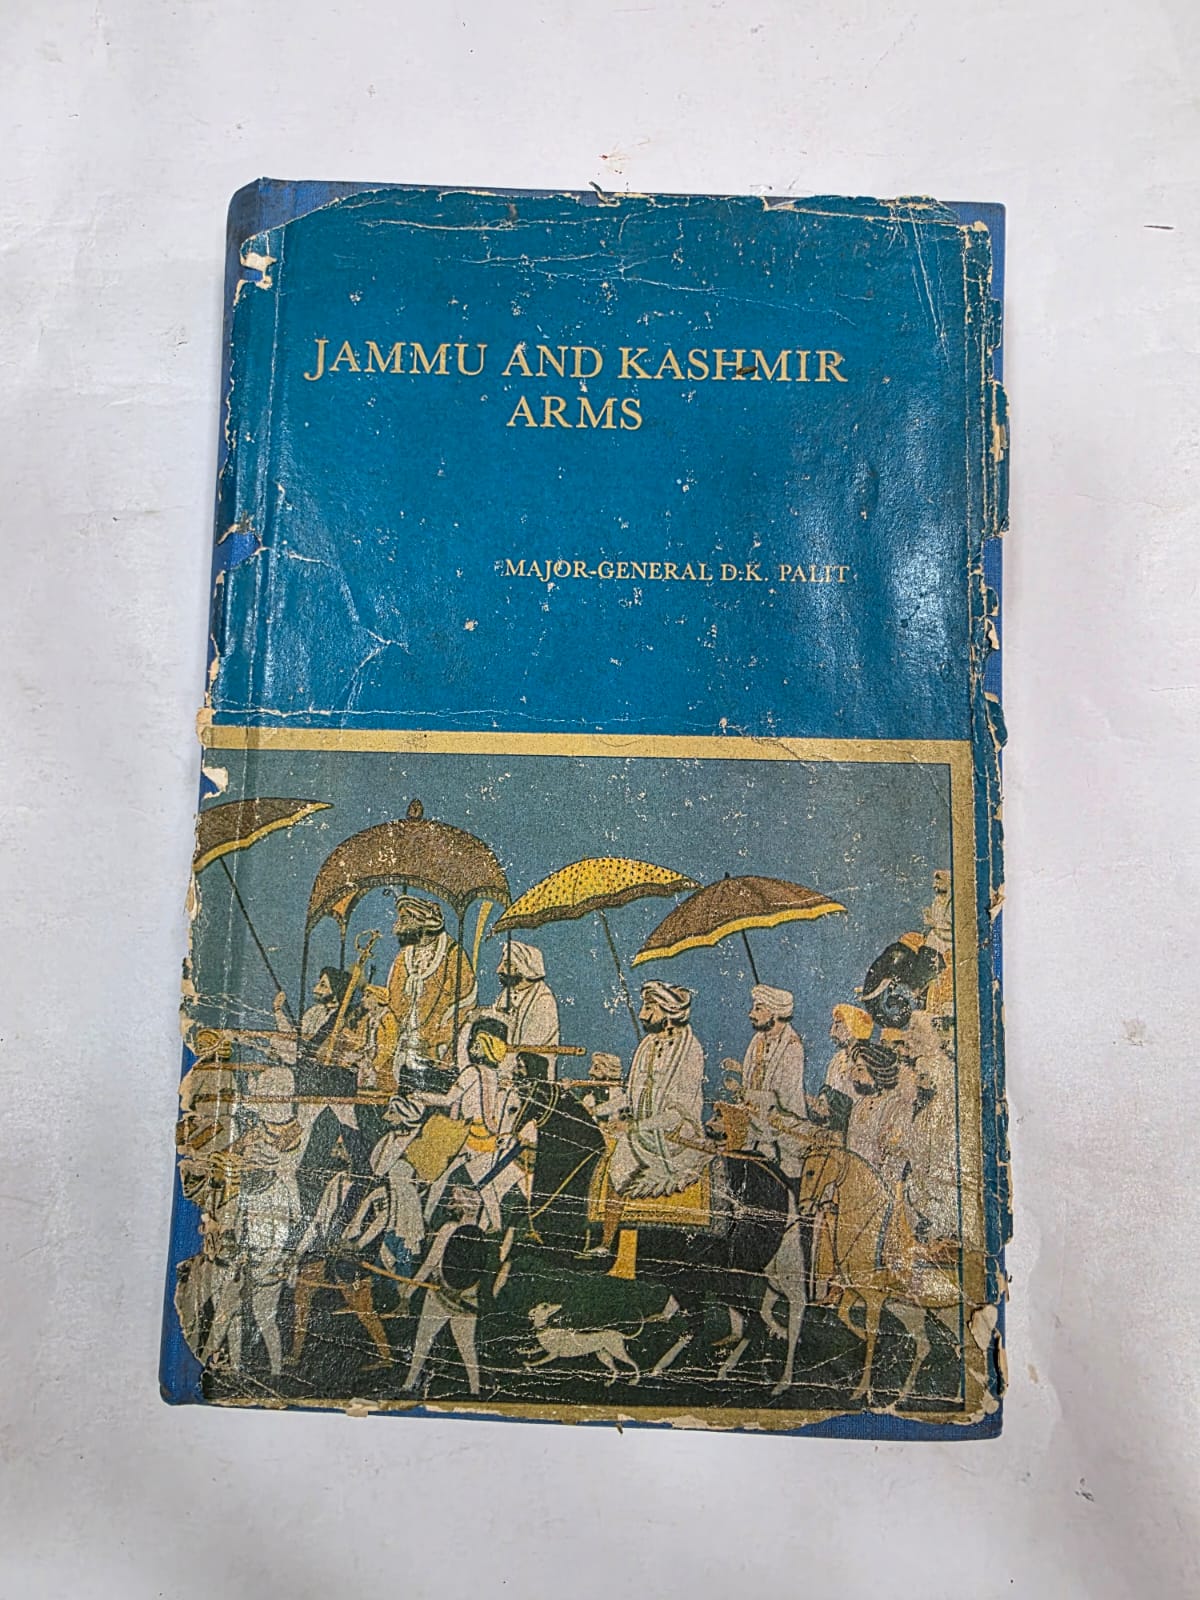 JAMMU AND KASHMIR
ARMS
MAJOR-GENERAL D.K. PALIT